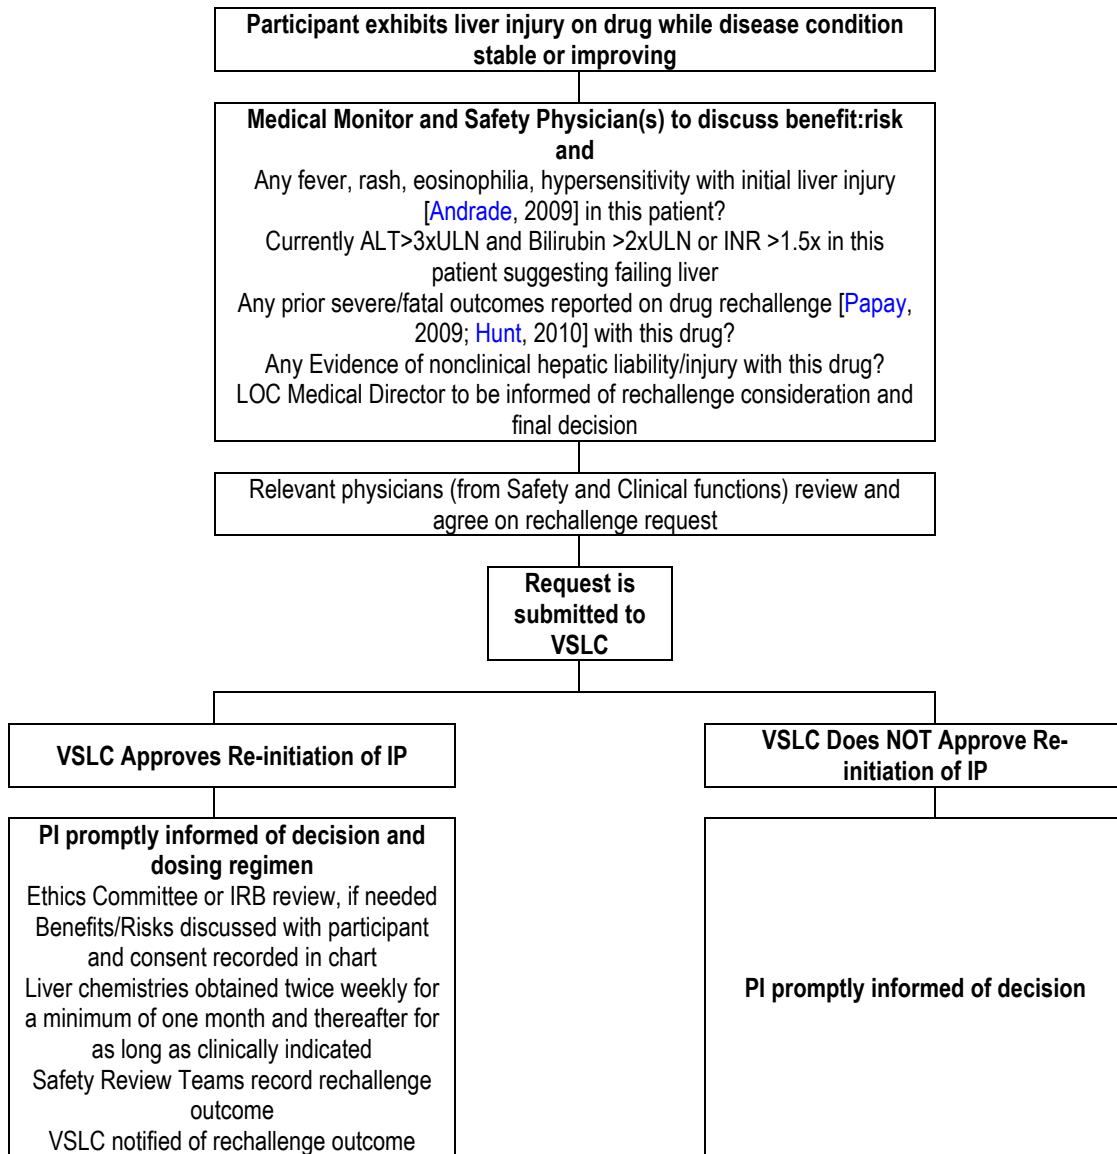 Participant exhibits liver injury on drug while disease condition
stable or improving
Medical Monitor and Safety Physician(s) to discuss benefit:risk
and
Any fever, rash, eosinophilia, hypersensitivity with initial liver injury
[Andrade, 2009] in this patient?
Currently ALT>3xULN and Bilirubin >2xULN or INR >1.5x in this
patient suggesting failing liver
Any prior severe/fatal outcomes reported on drug rechallenge [Papay,
2009; Hunt, 2010] with this drug?
Any Evidence of nonclinical hepatic liability/injury with this drug?
LOC Medical Director to be informed of rechallenge consideration and
final decision
Relevant physicians (from Safety and Clinical functions) review and
agree on rechallenge request
Request is
submitted to
VSLC
VSLC Approves Re-initiation of IP
VSLC Does NOT Approve Re-
initiation of IP
PI promptly informed of decision and
dosing regimen
Ethics Committee or IRB review, if needed
Benefits/Risks discussed with participant
and consent recorded in chart
Liver chemistries obtained twice weekly for
a minimum of one month and thereafter for
as long as clinically indicated
Safety Review Teams record rechallenge
outcome
VSLC notified of rechallenge outcome
PI promptly informed of decision